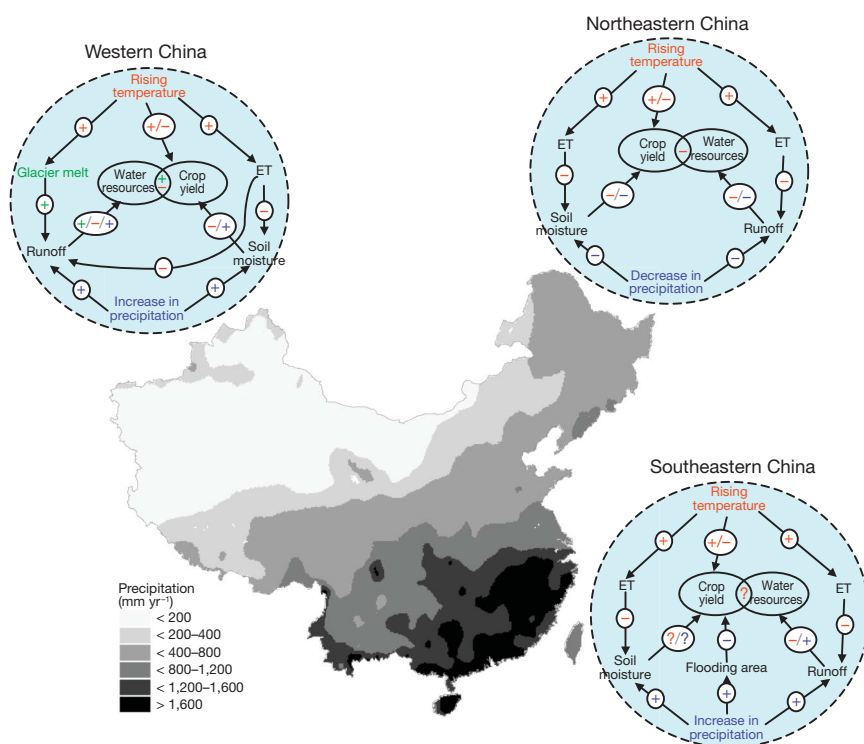 Western China
Rising
temperature
+
+/−
+
Glacier melt
ET
Water
resources
+
−
Crop
yield
+
−
+/−/+
−/+
Runoff
Soil
moisture
−
+
+
Increase in
precipitation
Northeastern China
Rising
temperature
+
+/−
+
ET
ET
Crop
yield
−
Water
resources
−
−
−/−
−/−
Soil
moisture
Runoff
−
−
Decrease in
precipitation
Southeastern China
Rising
temperature
+
+/−
+
ET
ET
Crop
yield
?
Water
resources
−
−
?/?
−
−/+
Soil
moisture
Flooding area
Runoff
+
+
+
Increase in
precipitation
Precipitation
(mm yr⁻¹)
< 200
< 200–400
< 400–800
< 800–1,200
< 1,200–1,600
> 1,600